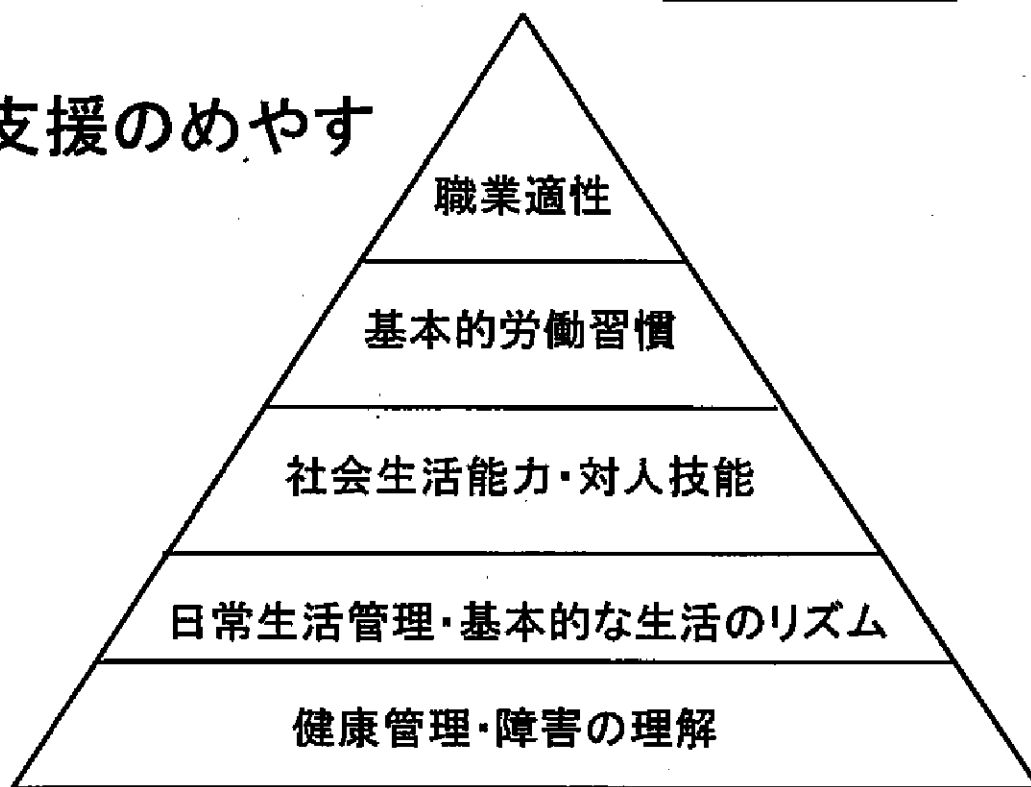 支援のめやす
職業適性
基本的労働習慣
社会生活能力・対人技能
日常生活管理・基本的な生活のリズム
健康管理・障害の理解